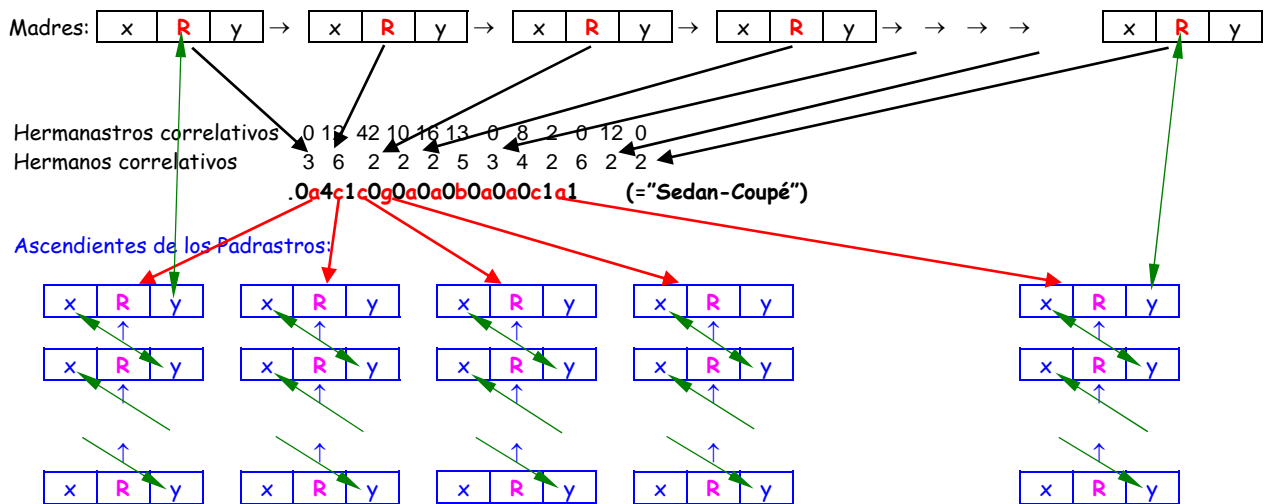 Madres: x R y → x R y → x R y → x R y → → → → x R y
Hermanastros correlativos 0 42 10 16 13 0 8 2 0 12 0
Hermanos correlativos 3 6 2 2 2 5 3 4 2 6 2 2
.0a4c1c0g0a0a0b0a0a0c1a1 (="Sedan-Coupé")
Ascendientes de los Padrastros:
x R y x R y x R y x R y x R y
↑ ↑ ↑ ↑ ↑
x R y x R y x R y x R y x R y
↑ ↑ ↑ ↑ ↑
↑ ↑ ↑ ↑ ↑
x R y x R y x R y x R y x R y